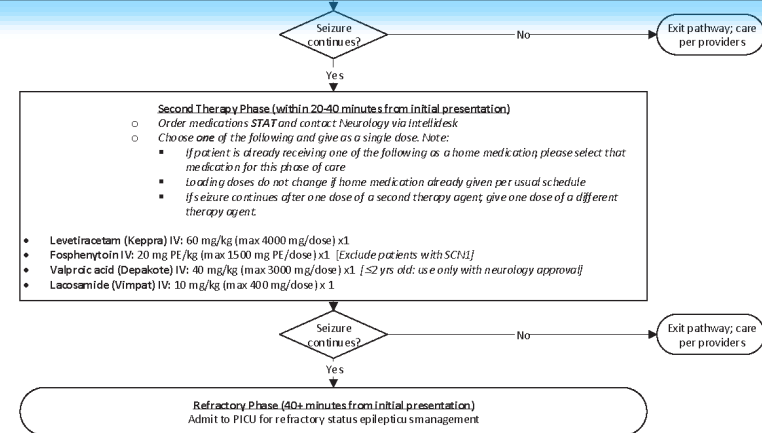 Seizure
continues?
No
Exit pathway; care
per providers
Yes
Second Therapy Phase (within 20-40 minutes from initial presentation)
○ Order medications STAT and contact Neurology via Intellidesk
○ Choose one of the following and give as a single dose. Note:
▪ If patient is already receiving one of the following as a home medication, please select that
medication for this phase of care
▪ Loading doses do not change if home medication already given per usual schedule
▪ If seizure continues after one dose of a second therapy agent, give one dose of a different
therapy agent.
• Levetiracetam (Keppra) IV: 60 mg/kg (max 4000 mg/dose) x1
• Fosphenytoin IV: 20 mg PE/kg (max 1500 mg PE/dose) x1 [Exclude patients with SCN1]
• Valproic acid (Depakote) IV: 40 mg/kg (max 3000 mg/dose) x1 [≤2 yrs old: use only with neurology approval]
• Lacosamide (Vimpat) IV: 10 mg/kg (max 400 mg/dose) x 1
Seizure
continues?
No
Exit pathway; care
per providers
Yes
Refractory Phase (40+ minutes from initial presentation)
Admit to PICU for refractory status epilepticus management